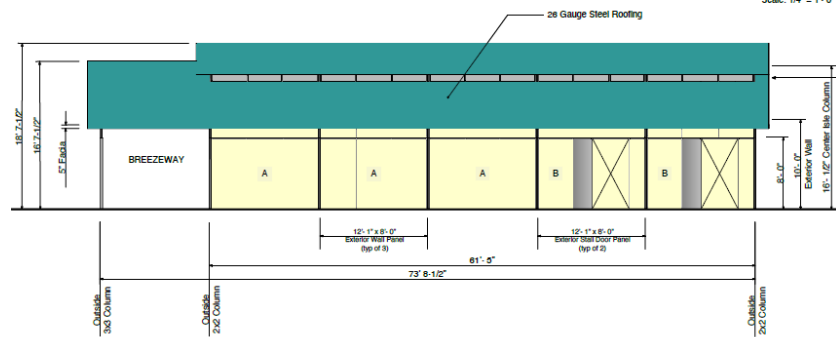 Scale: 1/4" = 1'-0"
26 Gauge Steel Roofing
18' 7-1/2"
16' 7-1/2"
5" Facia
BREEZEWAY
A
A
A
B
B
8'- 0"
10'- 0"
Exterior Wall
16'- 1/2" Center Isle Column
12'- 1" x 8'- 0"
Exterior Wall Panel
(typ of 3)
12'- 1" x 8'- 0"
Exterior Stall Door Panel
(typ of 2)
61'- 5"
73' 8-1/2"
Outside
3x3 Column
Outside
2x2 Column
Outside
2x2 Column